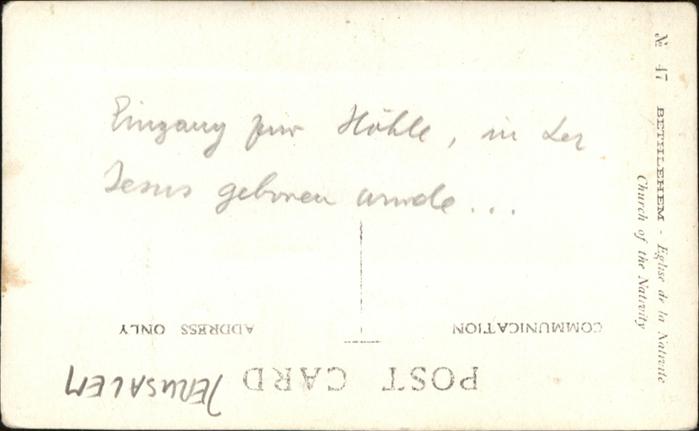 Eingang zur Höhle, in der
Jesus geboren wurde...
№ 47 BETHLEHEM - Eglise de la Nativité
Church of the Nativity
POST CARD
JERUSALEM
COMMUNICATION
ADDRESS ONLY